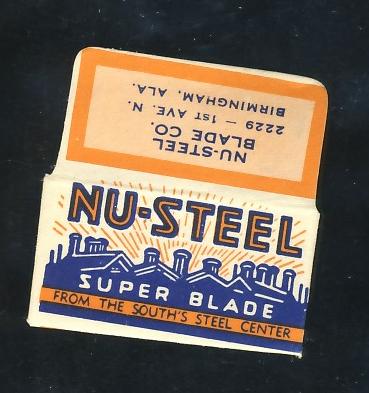 NU-STEEL
BLADE CO.
2229 - 1ST AVE. N.
BIRMINGHAM, ALA.
NU-STEEL
SUPER BLADE
FROM THE SOUTH'S STEEL CENTER